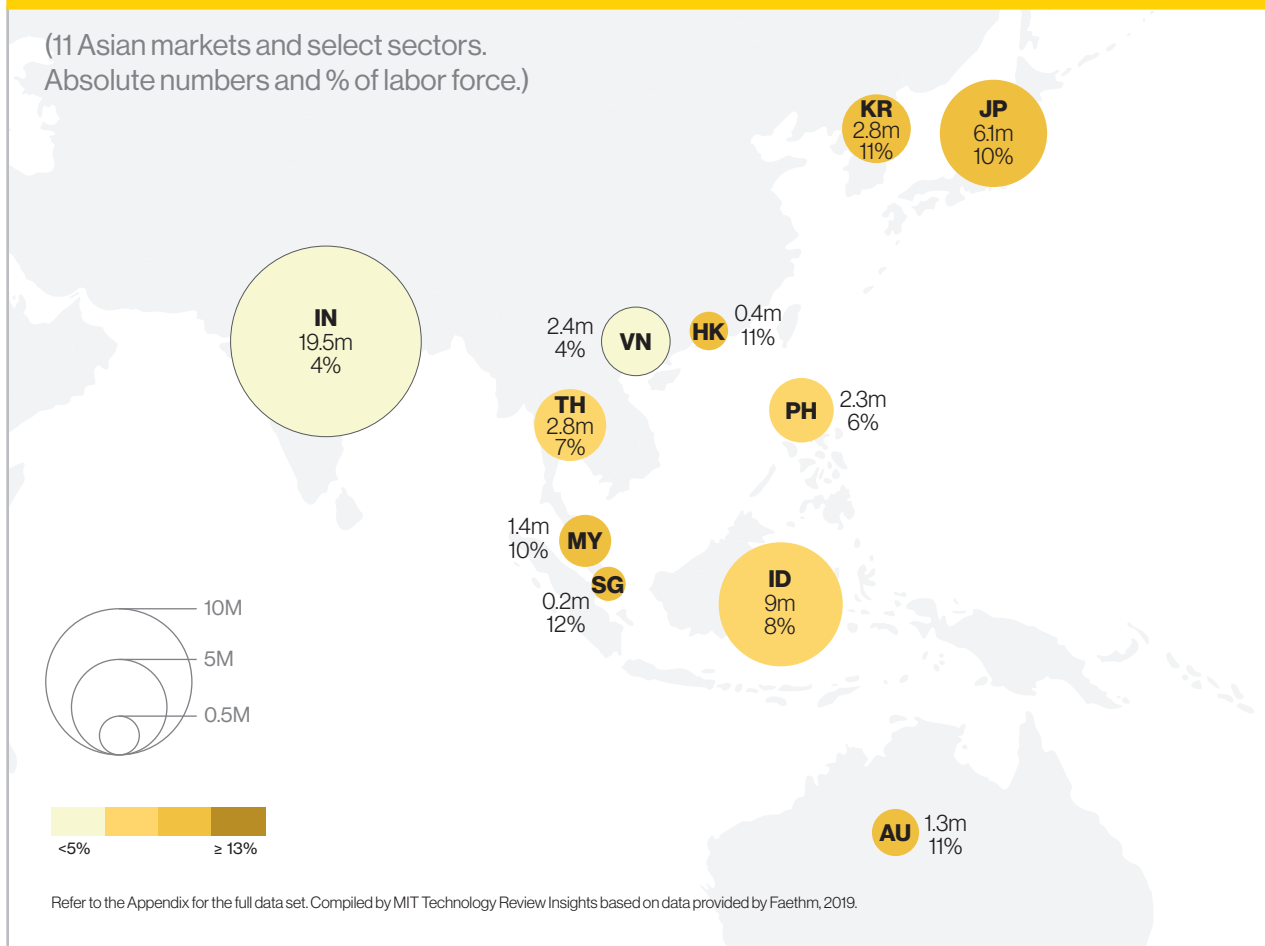 (11 Asian markets and select sectors.
Absolute numbers and % of labor force.)
KR
2.8m
11%
JP
6.1m
10%
IN
19.5m
4%
2.4m
4%
VN
HK
0.4m
11%
TH
2.8m
7%
PH
2.3m
6%
1.4m
10%
MY
SG
0.2m
12%
ID
9m
8%
10M
5M
0.5M
AU
1.3m
11%
<5%
≥ 13%
Refer to the Appendix for the full data set. Compiled by MIT Technology Review Insights based on data provided by Faethm, 2019.